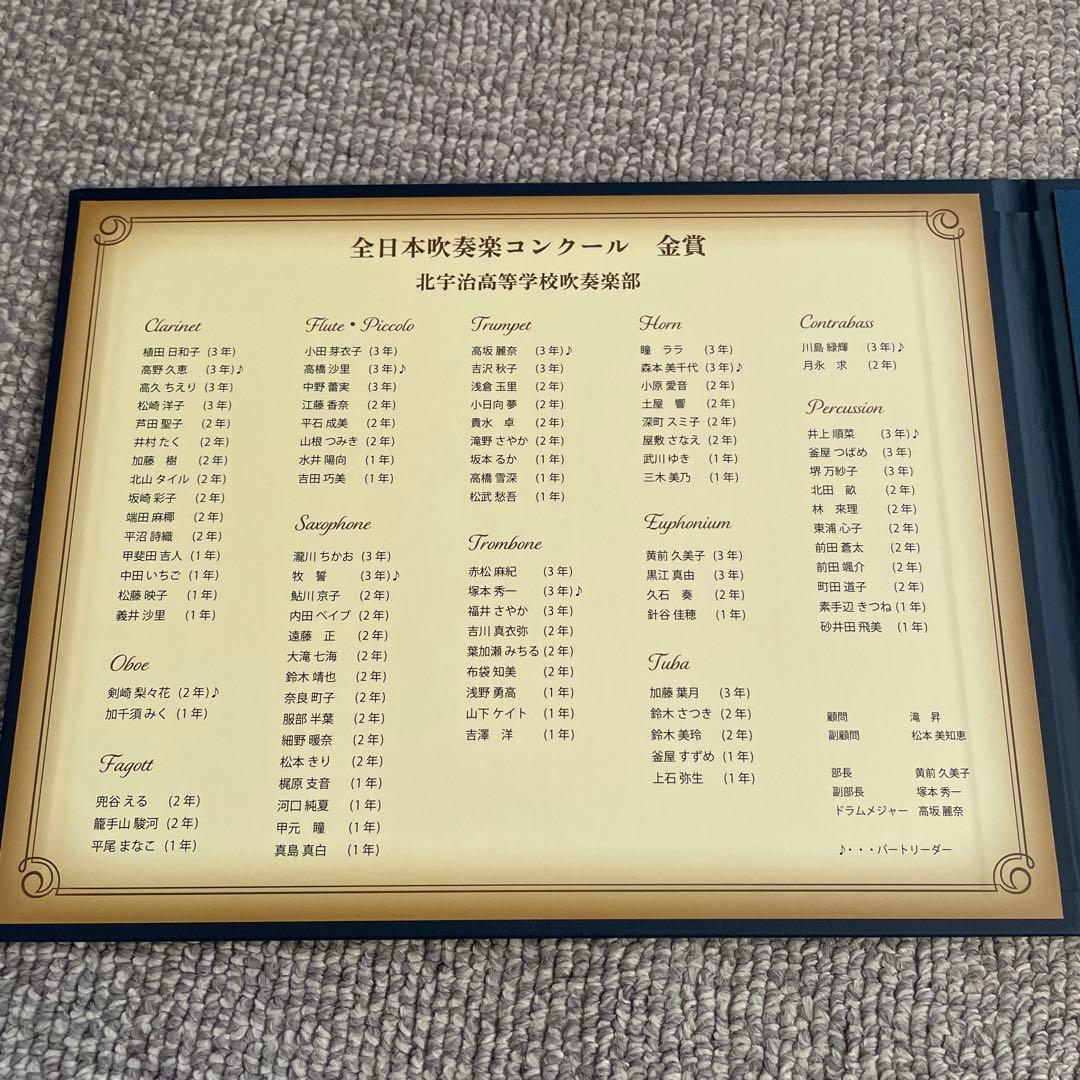 全日本吹奏楽コンクール　金賞
北宇治高等学校吹奏楽部
Clarinet
植田 日和子 (3 年)
高野 久恵 (3 年)♪
高久 ちえり (3 年)
松崎 洋子 (3 年)
芦田 聖子 (2 年)
井村 たく (2 年)
加藤 樹 (2 年)
北山 タイル (2 年)
坂崎 彩子 (2 年)
端田 麻椰 (2 年)
平沼 詩織 (2 年)
甲斐田 吉人 (1 年)
中田 いちご (1 年)
松藤 映子 (1 年)
義井 沙里 (1 年)
Oboe
剣崎 梨々花 (2 年)♪
加千須 みく (1 年)
Fagott
兜谷 える (2 年)
籠手山 駿河 (2 年)
平尾 まなこ (1 年)
Flute・Piccolo
小田 芽衣子 (3 年)
高橋 沙里 (3 年)♪
中野 蕾実 (3 年)
江藤 香奈 (2 年)
平石 成美 (2 年)
山根 つみき (2 年)
水井 陽向 (1 年)
吉田 巧美 (1 年)
Saxophone
瀧川 ちかお (3 年)
牧 誓 (3 年)♪
鮎川 京子 (2 年)
内田 ベイブ (2 年)
遠藤 正 (2 年)
大滝 七海 (2 年)
鈴木 靖也 (2 年)
奈良 町子 (2 年)
服部 半葉 (2 年)
細野 暖奈 (2 年)
松本 きり (2 年)
梶原 支音 (1 年)
河口 純夏 (1 年)
甲元 瞳 (1 年)
真島 真白 (1 年)
Trumpet
高坂 麗奈 (3 年)♪
吉沢 秋子 (3 年)
浅倉 玉里 (2 年)
小日向 夢 (2 年)
貴水 卓 (2 年)
滝野 さやか (2 年)
坂本 るか (1 年)
高橋 雪深 (1 年)
松武 愁吾 (1 年)
Trombone
赤松 麻紀 (3 年)
塚本 秀一 (3 年)♪
福井 さやか (3 年)
吉川 真衣弥 (2 年)
葉加瀬 みちる (2 年)
布袋 知美 (2 年)
浅野 勇高 (1 年)
山下 ケイト (1 年)
吉澤 洋 (1 年)
Horn
瞳 ララ (3 年)
森本 美千代 (3 年)♪
小原 愛音 (2 年)
土屋 響 (2 年)
深町 スミ子 (2 年)
屋敷 さなえ (2 年)
武川 ゆき (1 年)
三木 美乃 (1 年)
Euphonium
黄前 久美子 (3 年)
黒江 真由 (3 年)
久石 奏 (2 年)
針谷 佳穂 (1 年)
Tuba
加藤 葉月 (3 年)
鈴木 さつき (2 年)
鈴木 美玲 (2 年)
釜屋 すずめ (1 年)
上石 弥生 (1 年)
Contrabass
川島 緑輝 (3 年)♪
月永 求 (2 年)
Percussion
井上 順菜 (3 年)♪
釜屋 つばめ (3 年)
堺 万紗子 (3 年)
北田 畝 (2 年)
林 來理 (2 年)
東浦 心子 (2 年)
前田 蒼太 (2 年)
前田 颯介 (2 年)
町田 道子 (2 年)
素手辺 きつね (1 年)
砂井田 飛美 (1 年)
顧問 滝 昇
副顧問 松本 美知恵
部長 黄前 久美子
副部長 塚本 秀一
ドラムメジャー 高坂 麗奈
♪・・・パートリーダー